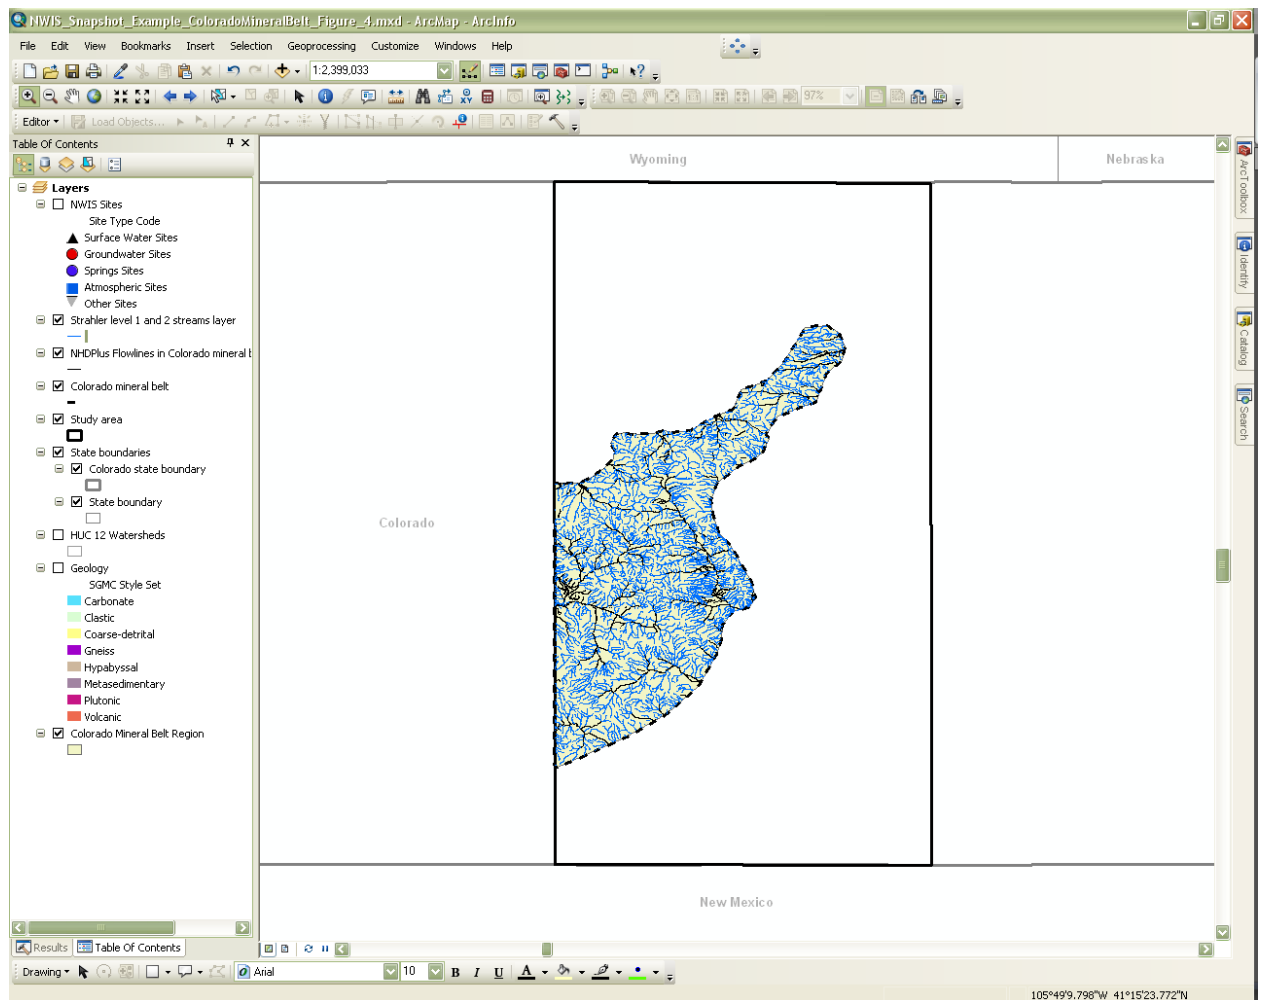 NWIS_Snapshot_Example_ColoradoMineralBelt_Figure_4.mxd - ArcMap - ArcInfo
File Edit View Bookmarks Insert Selection Geoprocessing Customize Windows Help
1:2,399,033
97%
Editor Load Objects...
Table Of Contents
Layers
NWIS Sites
Site Type Code
Surface Water Sites
Groundwater Sites
Springs Sites
Atmospheric Sites
Other Sites
Strahler level 1 and 2 streams layer
NHDPlus Flowlines in Colorado mineral b
Colorado mineral belt
Study area
State boundaries
Colorado state boundary
State boundary
HUC 12 Watersheds
Geology
SGMC Style Set
Carbonate
Clastic
Coarse-detrital
Gneiss
Hypabyssal
Metasedimentary
Plutonic
Volcanic
Colorado Mineral Belt Region
Wyoming
Nebraska
Colorado
New Mexico
ArcToolbox
Identify
Catalog
Search
Results Table Of Contents
Drawing Arial 10 B I U A
105°49'9.798"W 41°15'23.772"N